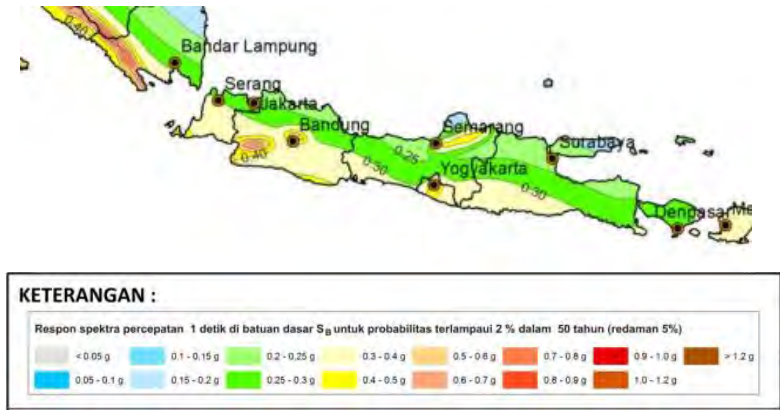 0.40
Bandar Lampung
Serang
Jakarta
Bandung
Semarang
Surabaya
0.25
0.40
0.30
Yogyakarta
0.30
Denpasar
KETERANGAN :
Respon spektra percepatan 1 detik di batuan dasar SB untuk probabilitas terlampaui 2 % dalam 50 tahun (redaman 5%)
< 0.05 g 0.1 - 0.15 g 0.2 - 0.25 g 0.3 - 0.4 g 0.5 - 0.6 g 0.7 - 0.8 g 0.9 - 1.0 g > 1.2 g
0.05 - 0.1 g 0.15 - 0.2 g 0.25 - 0.3 g 0.4 - 0.5 g 0.6 - 0.7 g 0.8 - 0.9 g 1.0 - 1.2 g